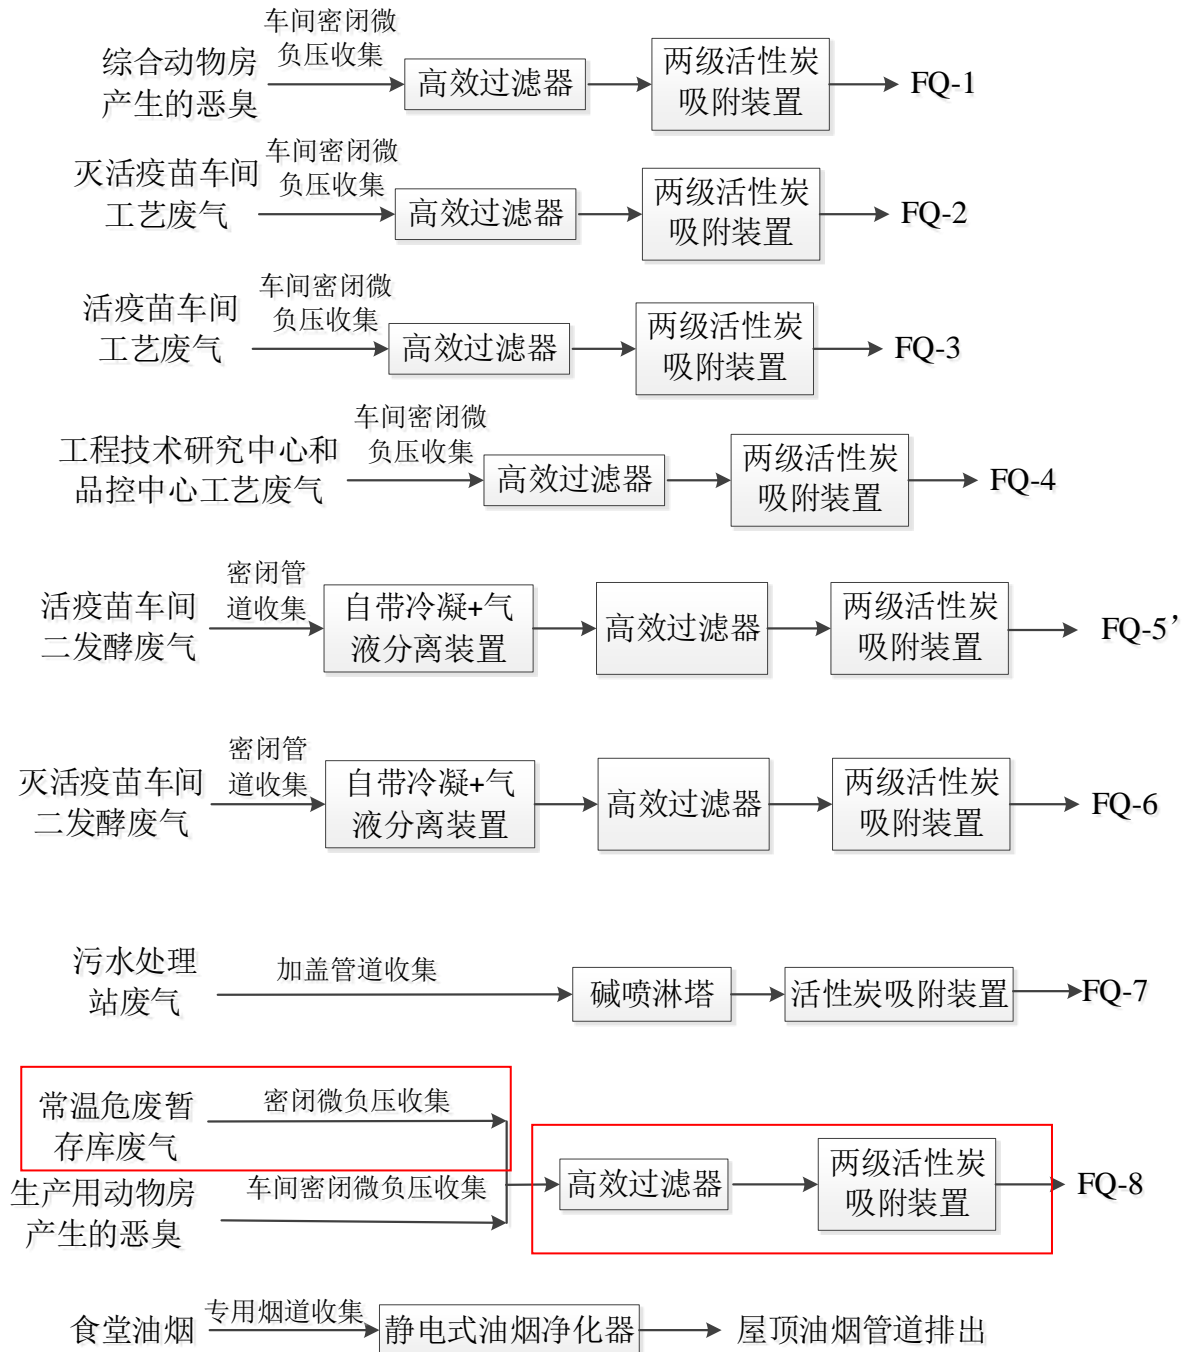 车间密闭微
负压收集
综合动物房
产生的恶臭
高效过滤器
两级活性炭
吸附装置
FQ-1
车间密闭微
负压收集
灭活疫苗车间
工艺废气
高效过滤器
两级活性炭
吸附装置
FQ-2
车间密闭微
负压收集
活疫苗车间
工艺废气
高效过滤器
两级活性炭
吸附装置
FQ-3
车间密闭微
负压收集
工程技术研究中心和
品控中心工艺废气
高效过滤器
两级活性炭
吸附装置
FQ-4
密闭管
道收集
活疫苗车间
二发酵废气
自带冷凝+气
液分离装置
高效过滤器
两级活性炭
吸附装置
FQ-5’
密闭管
道收集
灭活疫苗车间
二发酵废气
自带冷凝+气
液分离装置
高效过滤器
两级活性炭
吸附装置
FQ-6
污水处理
站废气
加盖管道收集
碱喷淋塔
活性炭吸附装置
FQ-7
常温危废暂
存库废气
密闭微负压收集
生产用动物房
产生的恶臭
车间密闭微负压收集
高效过滤器
两级活性炭
吸附装置
FQ-8
食堂油烟
专用烟道收集
静电式油烟净化器
屋顶油烟管道排出